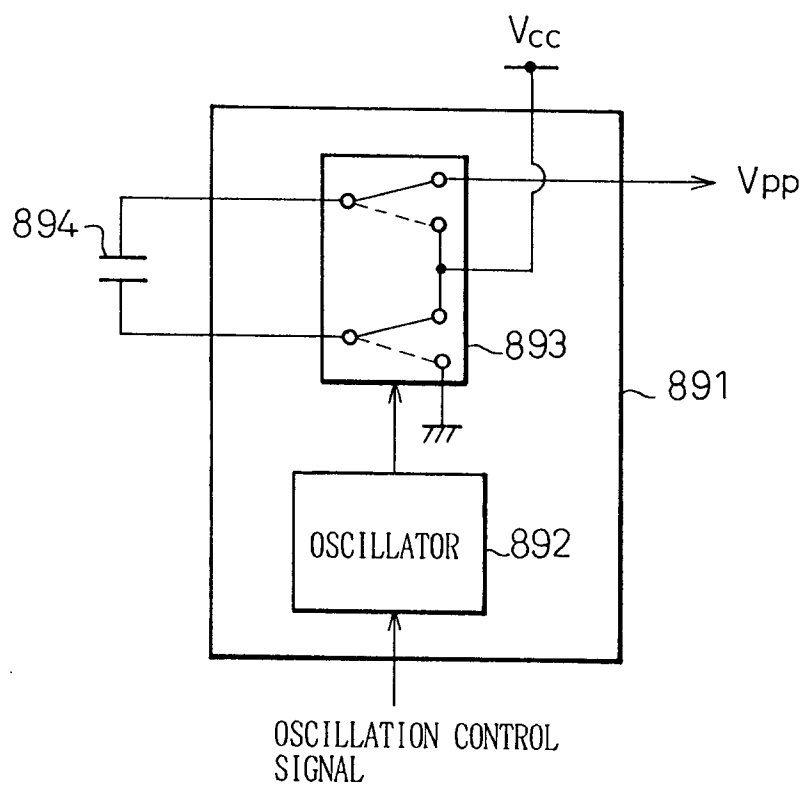 Vcc
Vpp
894
893
891
OSCILLATOR
892
OSCILLATION CONTROL
SIGNAL